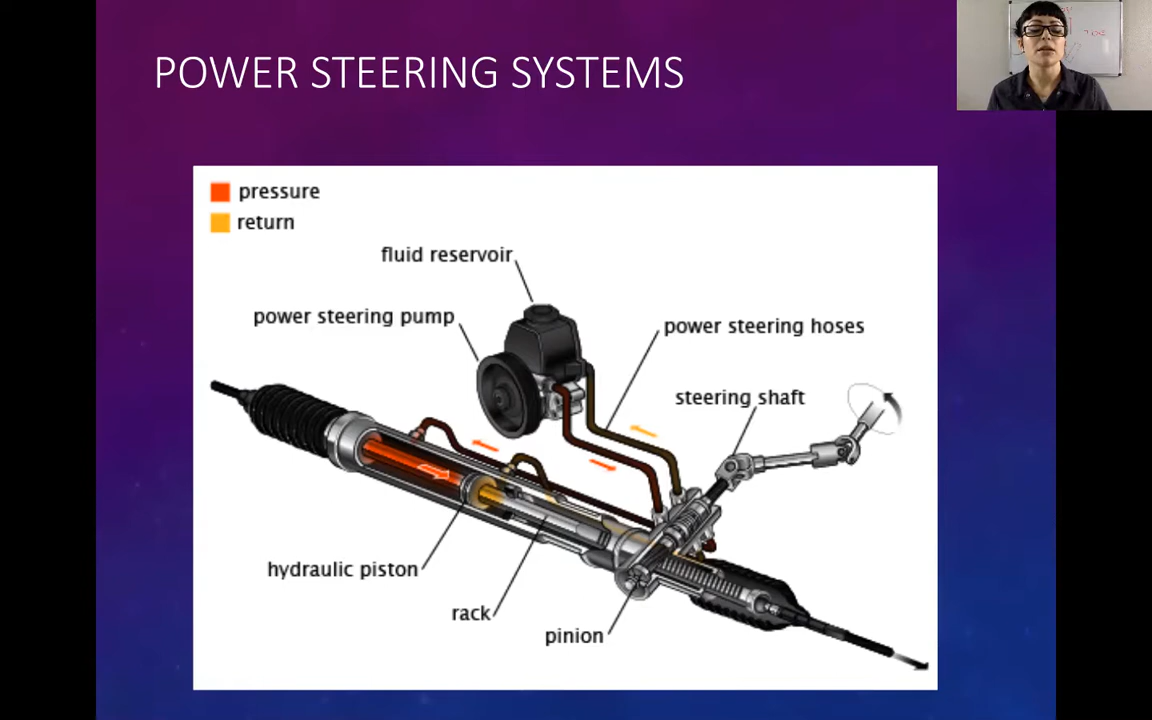 POWER STEERING SYSTEMS
pressure
return
fluid reservoir
power steering pump
power steering hoses
steering shaft
hydraulic piston
rack
pinion